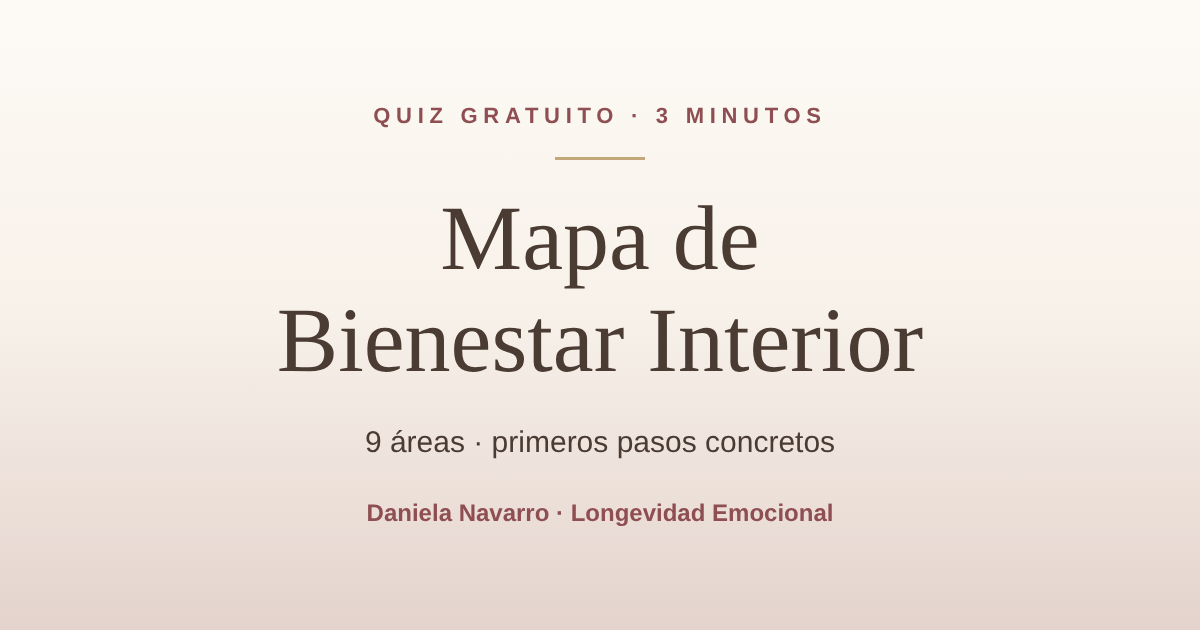 QUIZ GRATUITO · 3 MINUTOS
Mapa de
Bienestar Interior
9 áreas · primeros pasos concretos
Daniela Navarro · Longevidad Emocional